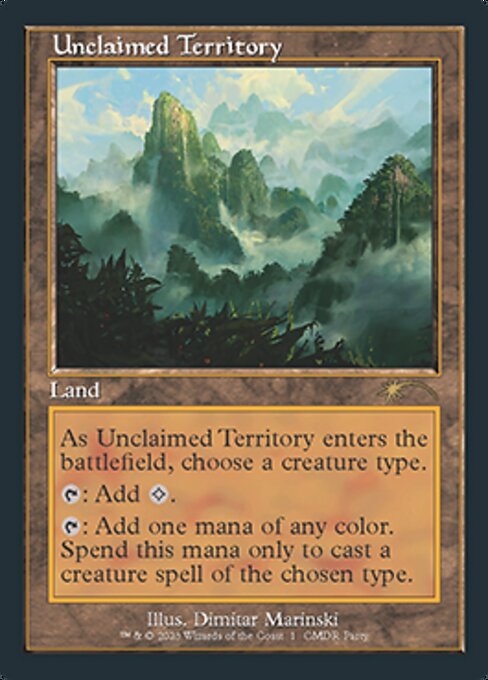 Unclaimed Territory
Land
As Unclaimed Territory enters the
battlefield, choose a creature type.
: Add .
: Add one mana of any color.
Spend this mana only to cast a
creature spell of the chosen type.
Illus. Dimitar Marinski
™ & © 2023 Wizards of the Coast 1 CMDR Party